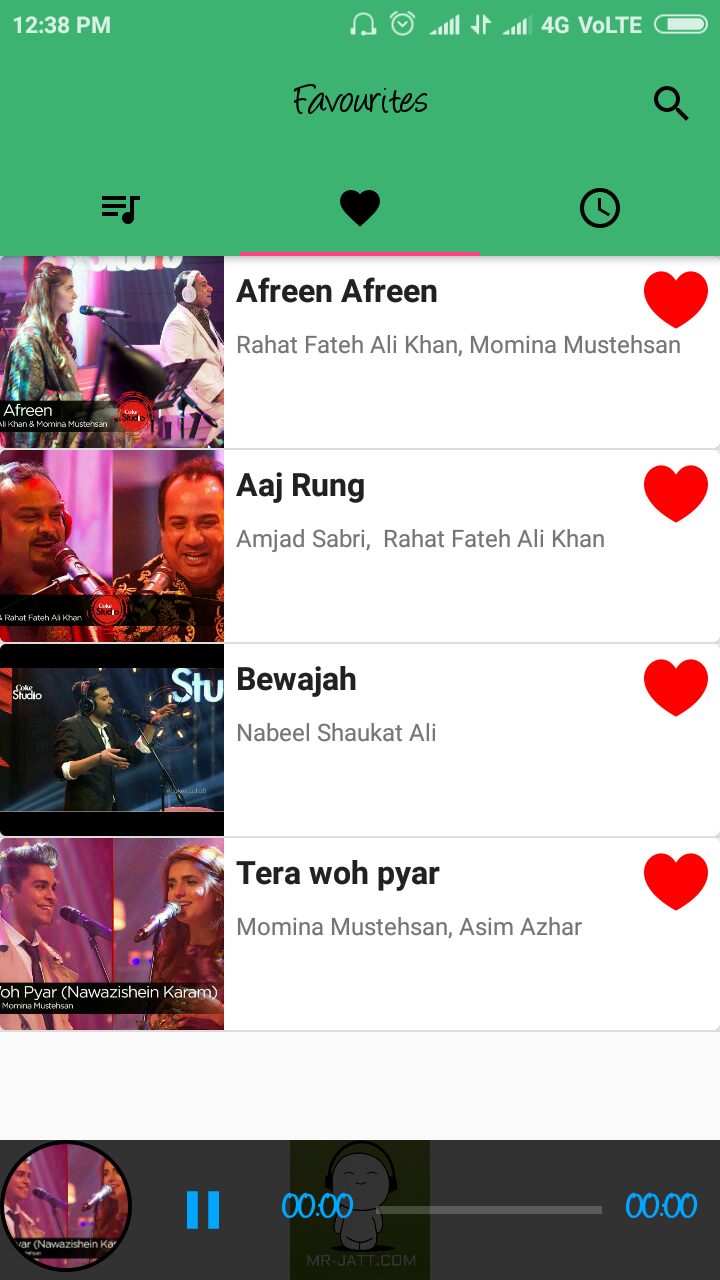 12:38 PM 4G VoLTE
Favourites
Studio
Afreen
Ali Khan & Momina Mustehsan
Coke
Studio
Afreen Afreen
Rahat Fateh Ali Khan, Momina Mustehsan
& Rahat Fateh Ali Khan
Coke
Studio
Aaj Rung
Amjad Sabri, Rahat Fateh Ali Khan
Coke
Studio
Stu
Bewajah
Nabeel Shaukat Ali
oh Pyar (Nawazishein Karam)
Momina Mustehsan
Tera woh pyar
Momina Mustehsan, Asim Azhar
yar (Nawazishein Kar
00:00 00:00
MR-JATT.COM